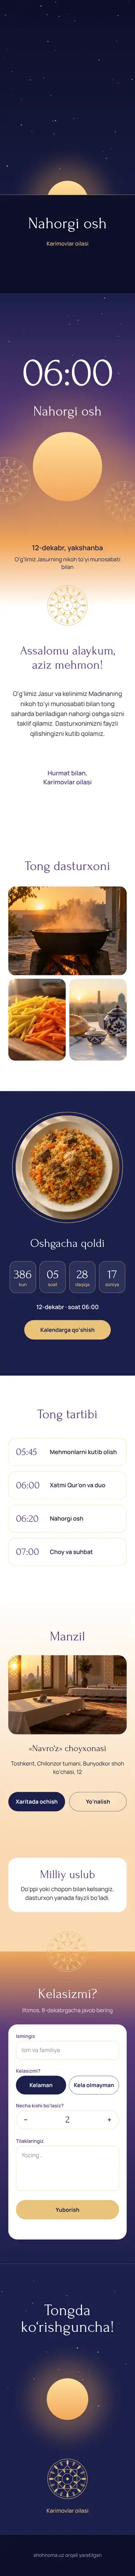 Nahorgi osh
Karimovlar oilasi
06:00
Nahorgi osh
12-dekabr, yakshanba
O'g'limiz Jasurning nikoh to'yi munosabati
bilan
Assalomu alaykum,
aziz mehmon!
O'g'limiz Jasur va kelinimiz Madinaning
nikoh to'yi munosabati bilan tong
saharda beriladigan nahorgi oshga sizni
taklif qilamiz. Dasturxonimizni fayzli
qilishingizni kutib qolamiz.
Hurmat bilan,
Karimovlar oilasi
Tong dasturxoni
Oshgacha qoldi
386 05 28 17
kun soat daqiqa soniya
12-dekabr · soat 06:00
Kalendarga qo'shish
Tong tartibi
05:45 Mehmonlarni kutib olish
06:00 Xatmi Qur'on va duo
06:20 Nahorgi osh
07:00 Choy va suhbat
Manzil
«Navro'z» choyxonasi
Toshkent, Chilonzor tumani, Bunyodkor shoh
ko'chasi, 12
Xaritada ochish Yo'nalish
Milliy uslub
Do'ppi yoki chopon bilan kelsangiz,
dasturxon yanada fayzli bo'ladi.
Kelasizmi?
Iltimos, 8-dekabrgacha javob bering
Ismingiz
Ism va familiya
Kelasizmi?
Kelaman Kela olmayman
Necha kishi bo'lasiz?
− 2 +
Tilaklaringiz
Yozing...
Yuborish
Tongda
ko'rishguncha!
Karimovlar oilasi
shohnoma.uz orqali yaratilgan